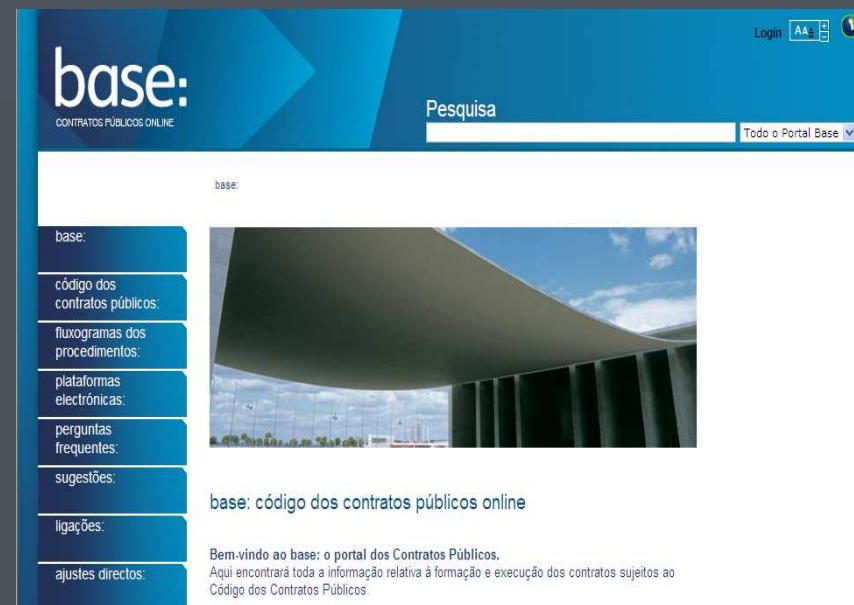 Login AA± + −
base:
CONTRATOS PÚBLICOS ONLINE
Pesquisa
Todo o Portal Base
base:
base:
código dos
contratos públicos:
fluxogramas dos
procedimentos:
plataformas
electrónicas:
perguntas
frequentes:
sugestões:
ligações:
ajustes directos:
base: código dos contratos públicos online
Bem-vindo ao base: o portal dos Contratos Públicos.
Aqui encontrará toda a informação relativa à formação e execução dos contratos sujeitos ao
Código dos Contratos Públicos.